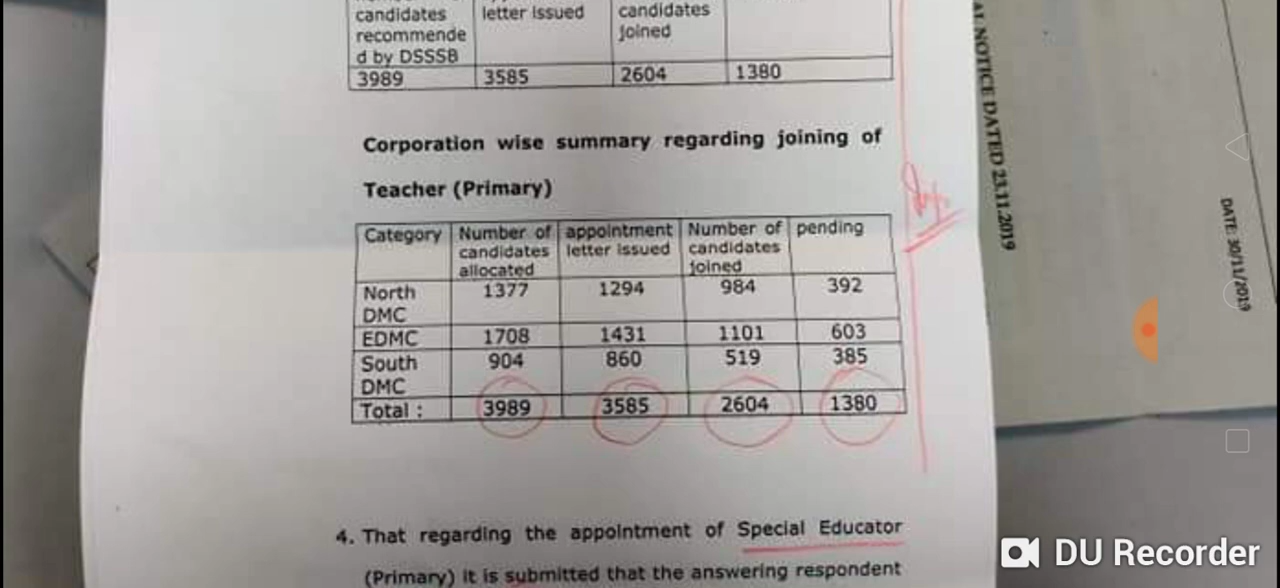 candidates letter issued candidates
recommende joined
d by DSSSB
3989 3585 2604 1380
Corporation wise summary regarding joining of
Teacher (Primary)
Category Number of appointment Number of pending
candidates letter issued candidates
allocated joined
North 1377 1294 984 392
DMC
EDMC 1708 1431 1101 603
South 904 860 519 385
DMC
Total : 3989 3585 2604 1380
4. That regarding the appointment of Special Educator
(Primary) it is submitted that the answering respondent
NOTICE DATED 23.11.2019
DATE: 30/11/2019
DU Recorder